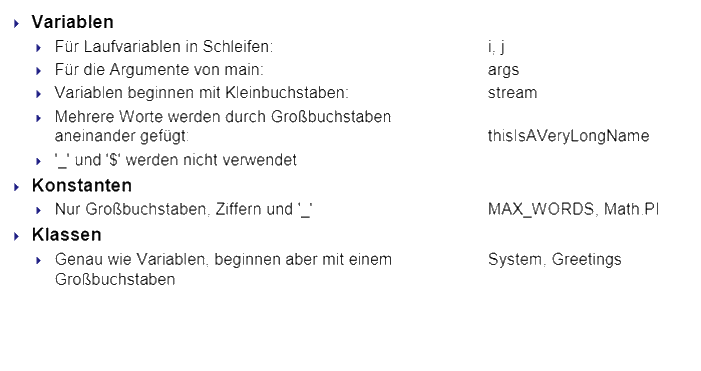 Variablen
Für Laufvariablen in Schleifen: i, j
Für die Argumente von main: args
Variablen beginnen mit Kleinbuchstaben: stream
Mehrere Worte werden durch Großbuchstaben
aneinander gefügt: thisIsAVeryLongName
'_' und '$' werden nicht verwendet
Konstanten
Nur Großbuchstaben, Ziffern und '_' MAX_WORDS, Math.PI
Klassen
Genau wie Variablen, beginnen aber mit einem System, Greetings
Großbuchstaben